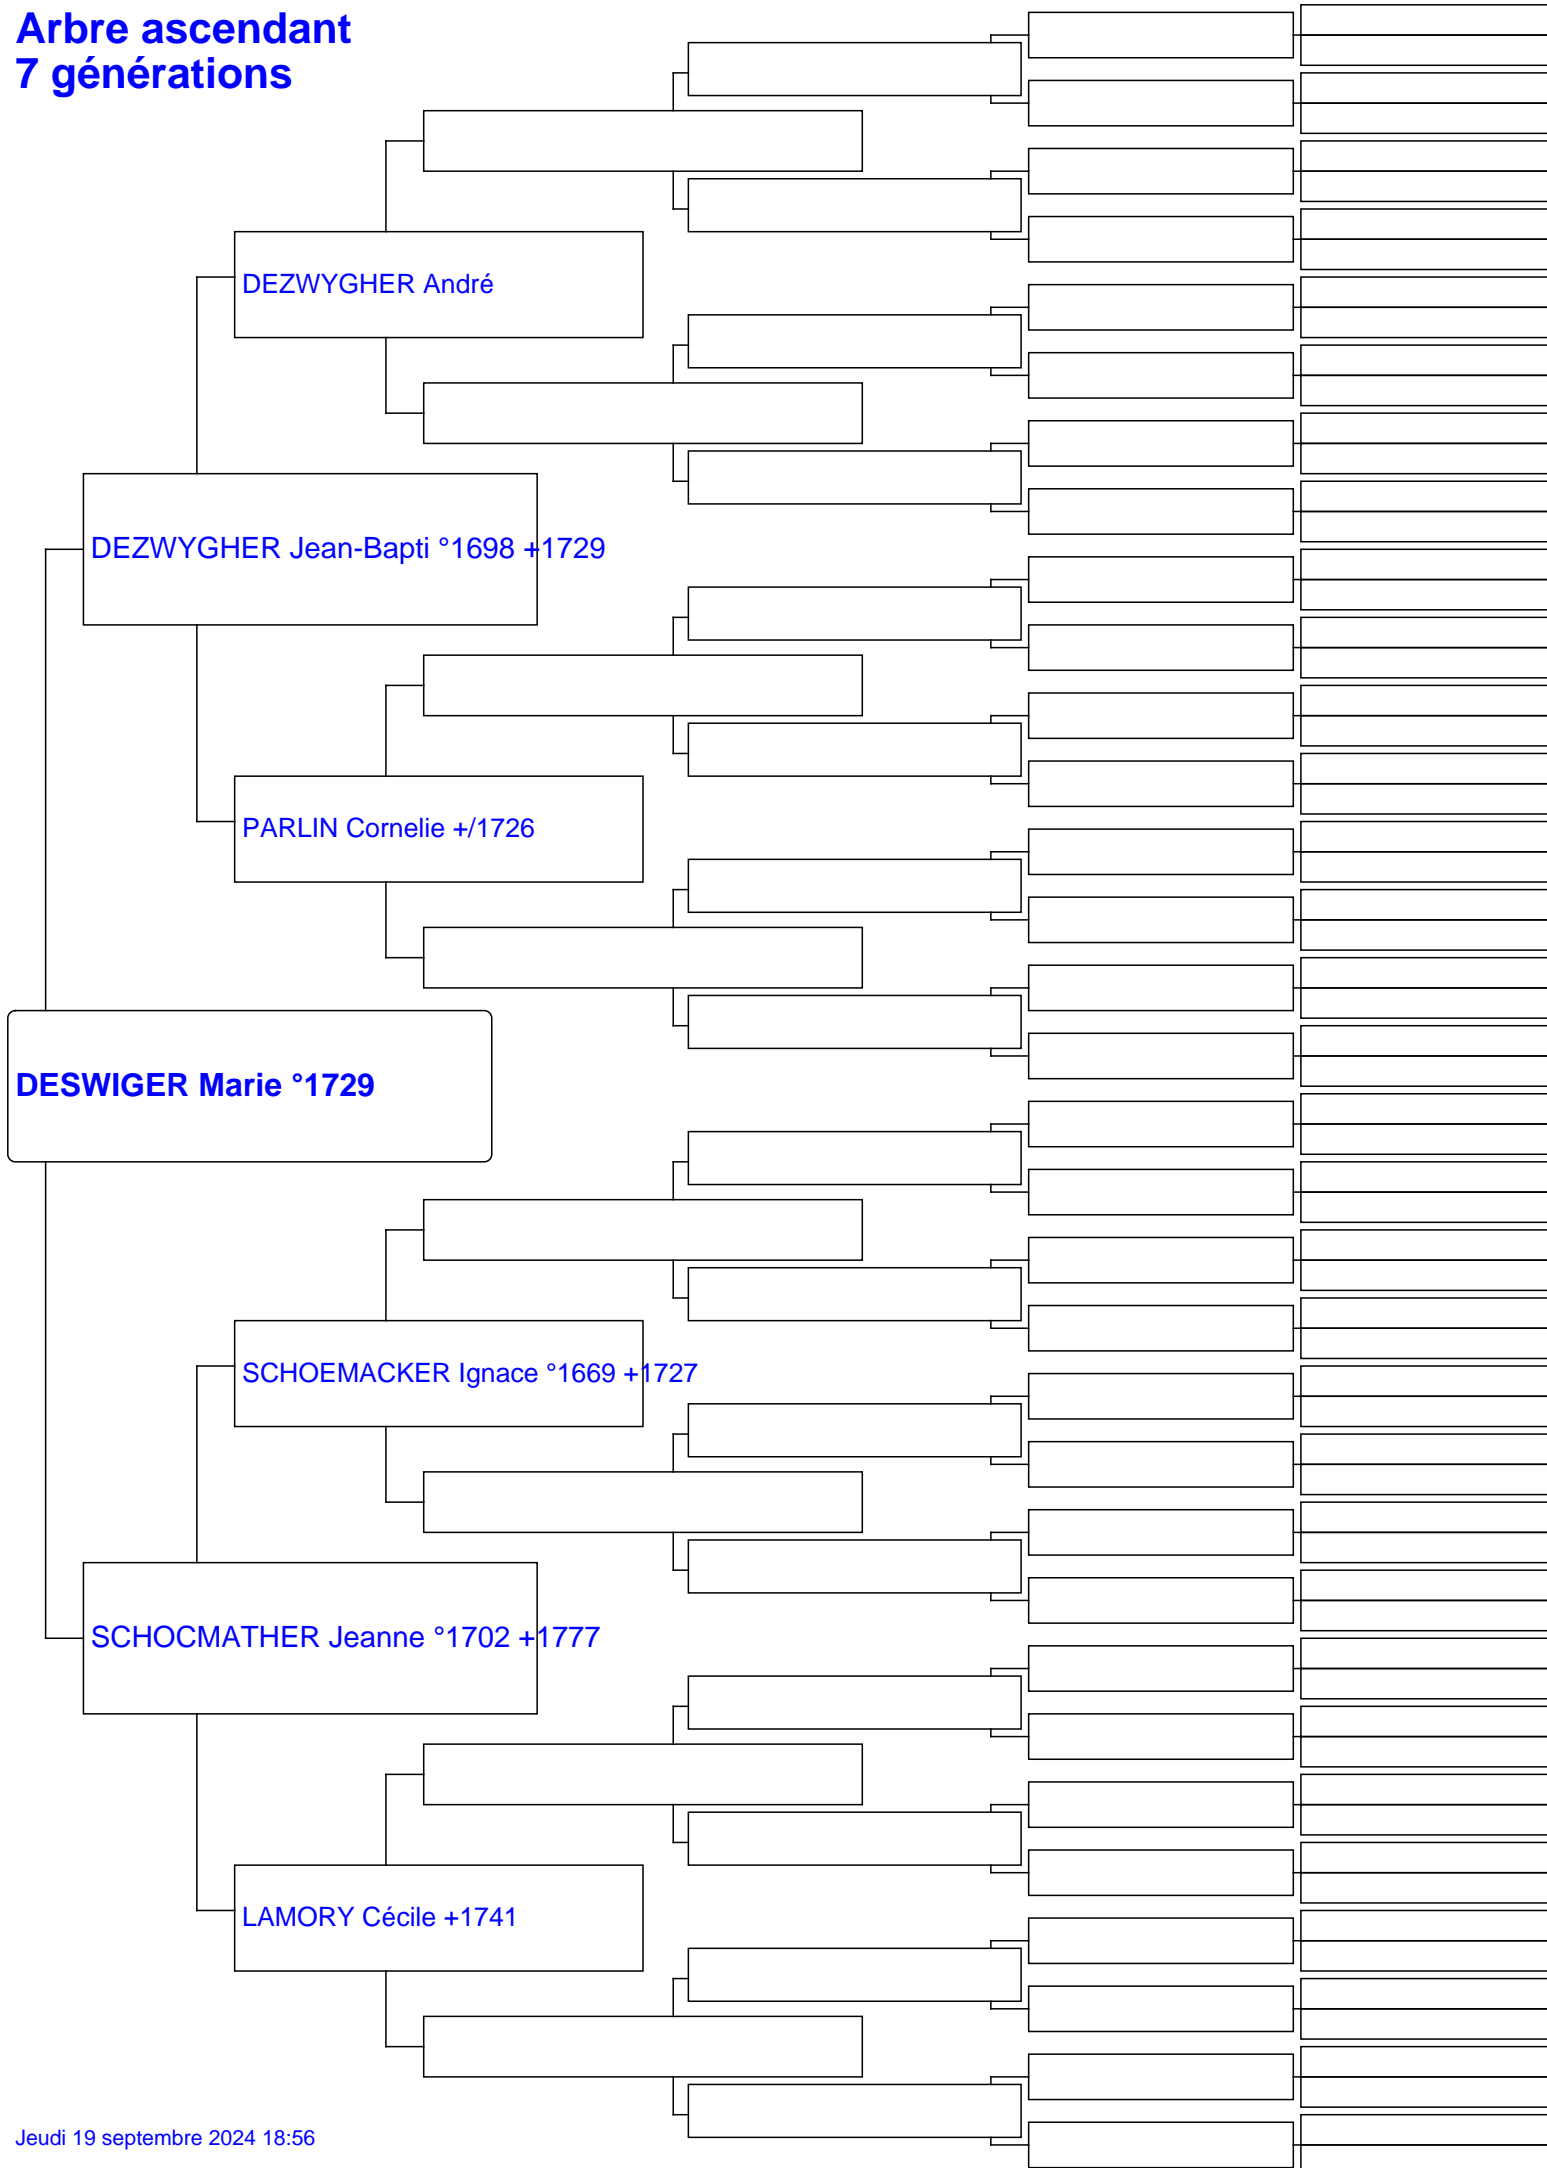 Arbre ascendant
7 générations
DEZWYGHER André
DEZWYGHER Jean-Bapti °1698 +1729
PARLIN Cornelie +/1726
DESWIGER Marie °1729
SCHOEMACKER Ignace °1669 +1727
SCHOCMATHER Jeanne °1702 +1777
LAMORY Cécile +1741
Jeudi 19 septembre 2024 18:56